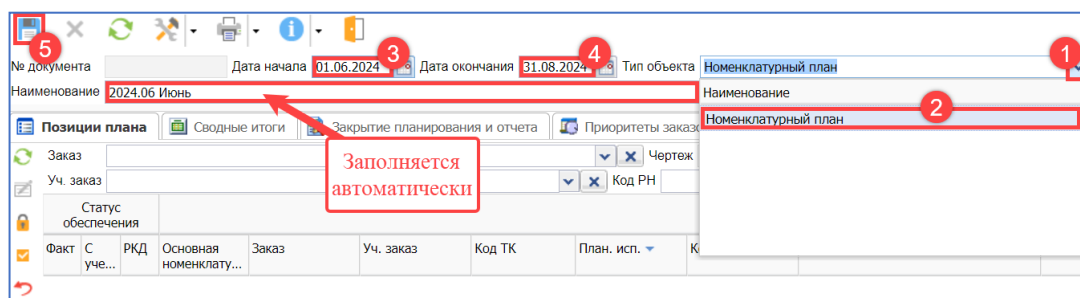 5
№ документа Дата начала 01.06.2024 3 Дата окончания 31.08.2024 4 Тип объекта Номенклатурный план 1
Наименование 2024.06 Июнь Наименование
Номенклатурный план 2
Позиции плана Сводные итоги Закрытие планирования и отчета Приоритеты заказо
Заполняется
автоматически
Заказ Чертеж
Уч. заказ Код РН
Статус
обеспечения
Факт С уче... РКД Основная номенклату... Заказ Уч. заказ Код ТК План. исп.